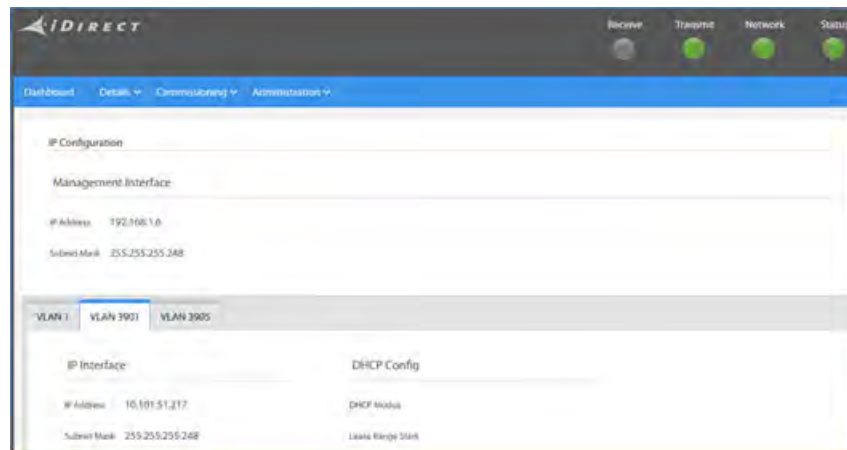 iDIRECT
Receive Transmit Network Status
Dashboard Details Commissioning Administration
IP Configuration
Management Interface
IP Address 192.168.1.6
Subnet Mask 255.255.255.248
VLAN 1 VLAN 3901 VLAN 3905
IP Interface DHCP Config
IP Address 10.101.51.217 DHCP Modus
Subnet Mask 255.255.255.248 Lease Range Start